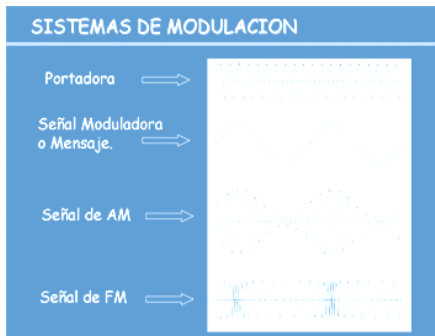 SISTEMAS DE MODULACION
Portadora
Señal Moduladora
o Mensaje.
Señal de AM
Señal de FM